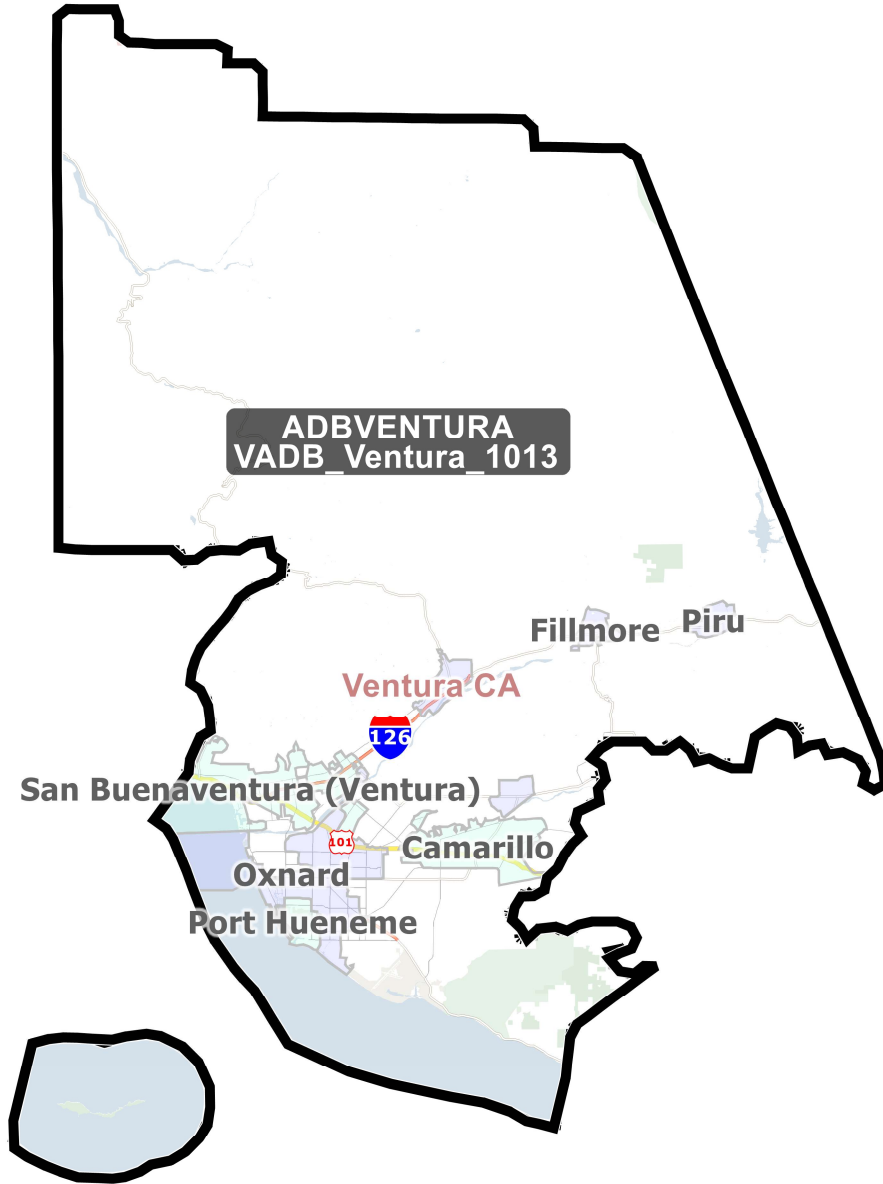 ADBVENTURA
VADB_Ventura_1013
Fillmore
Piru
Ventura CA
126
San Buenaventura (Ventura)
101
Camarillo
Oxnard
Port Hueneme